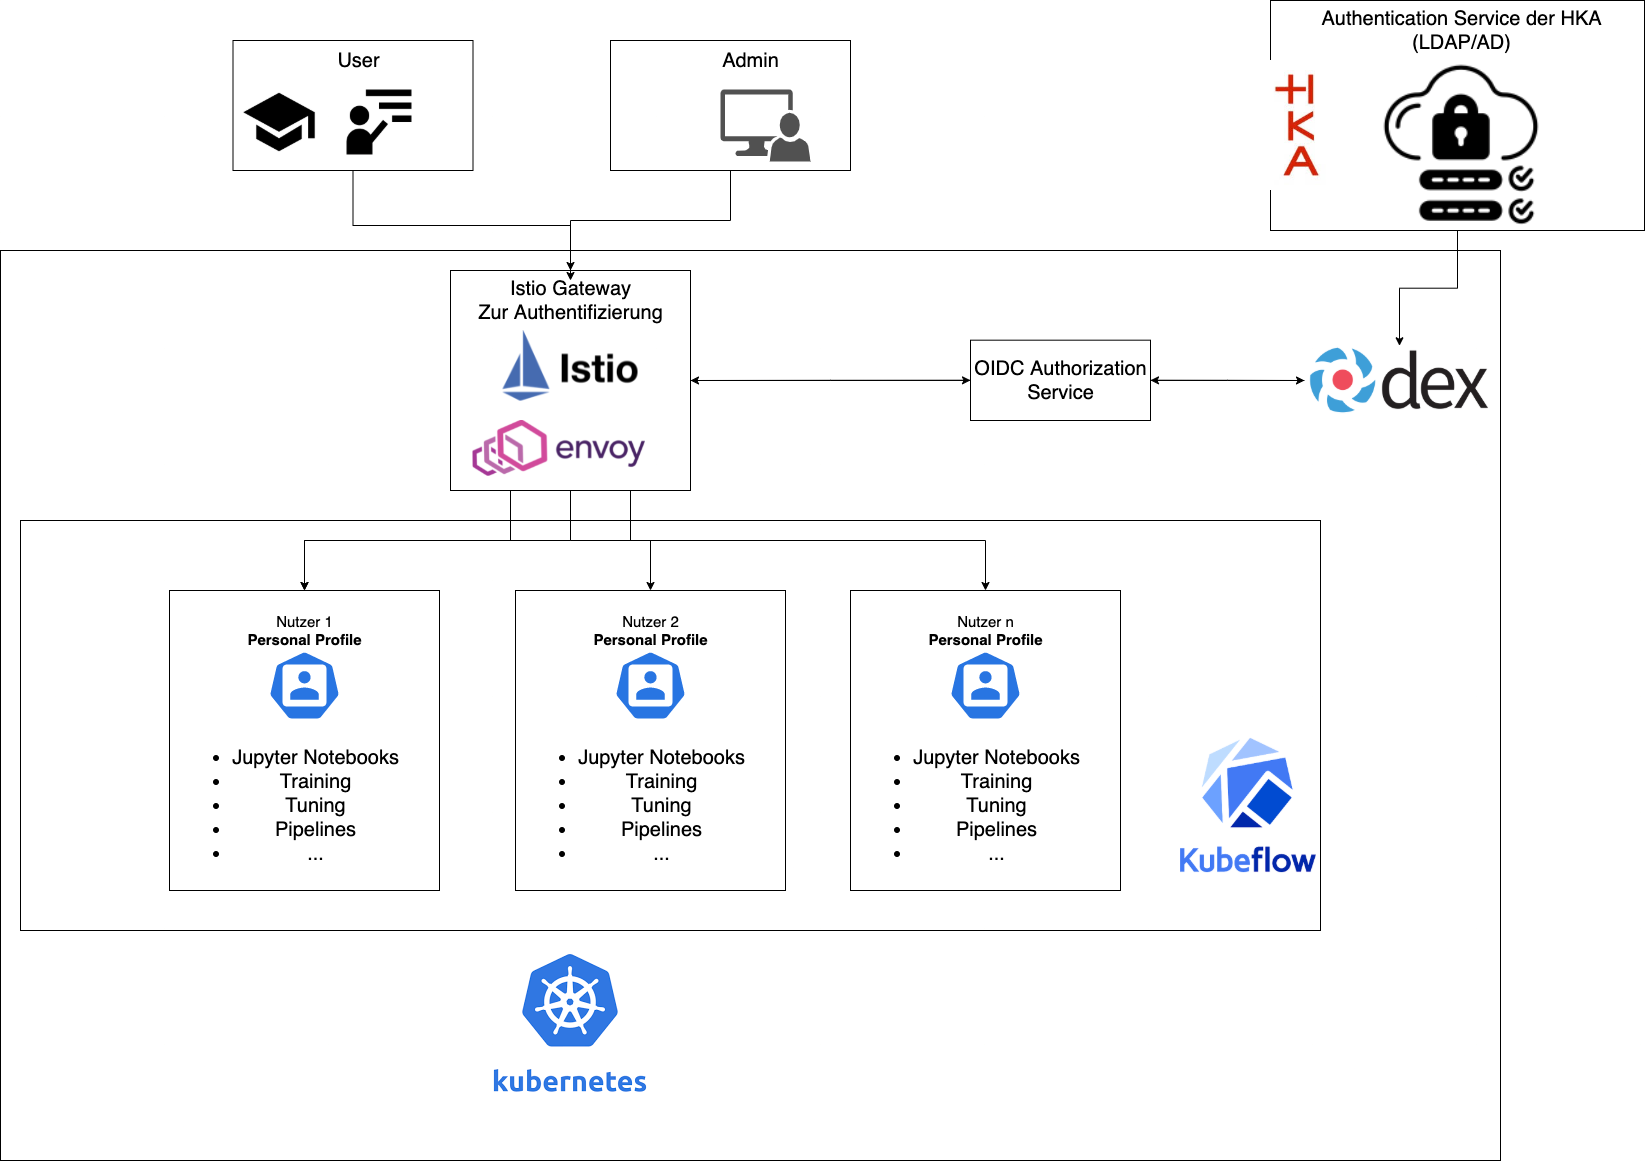 User
Admin
Authentication Service der HKA
(LDAP/AD)
HKA
Istio Gateway
Zur Authentifizierung
Istio
envoy
OIDC Authorization
Service
dex
Nutzer 1
Personal Profile
• Jupyter Notebooks
• Training
• Tuning
• Pipelines
• ...
Nutzer 2
Personal Profile
• Jupyter Notebooks
• Training
• Tuning
• Pipelines
• ...
Nutzer n
Personal Profile
• Jupyter Notebooks
• Training
• Tuning
• Pipelines
• ...
Kubeflow
kubernetes